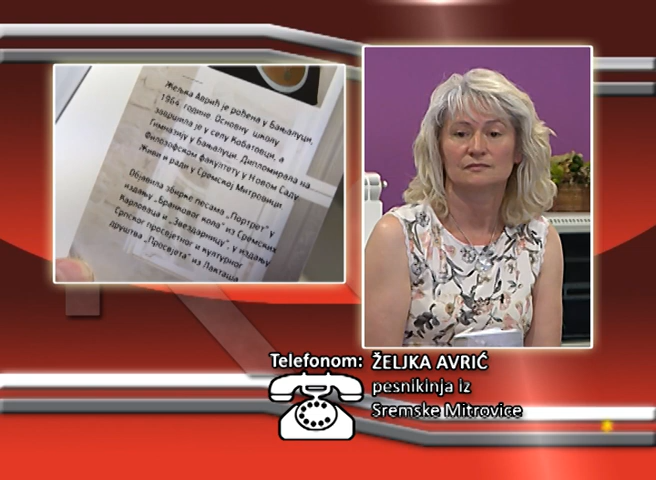 Жељка Аврић је рођена у Бањалуци,
1964. године. Основну школу
завршила је у селу Кобатовци, а
Гимназију у Бањалуци. Дипломирала на
Филозофском факултету у Новом Саду
Живи и ради у Сремској Митровици
Објавила збирке песама „Портрет" у
издању „Бранковог кола" из Сремских
Карловаца и „Звездарницу", у издању
Српског просвјетног и културног
друштва „Просвјета" из Лакташа
Telefonom: ŽELJKA AVRIĆ
pesnikinja iz
Sremske Mitrovice